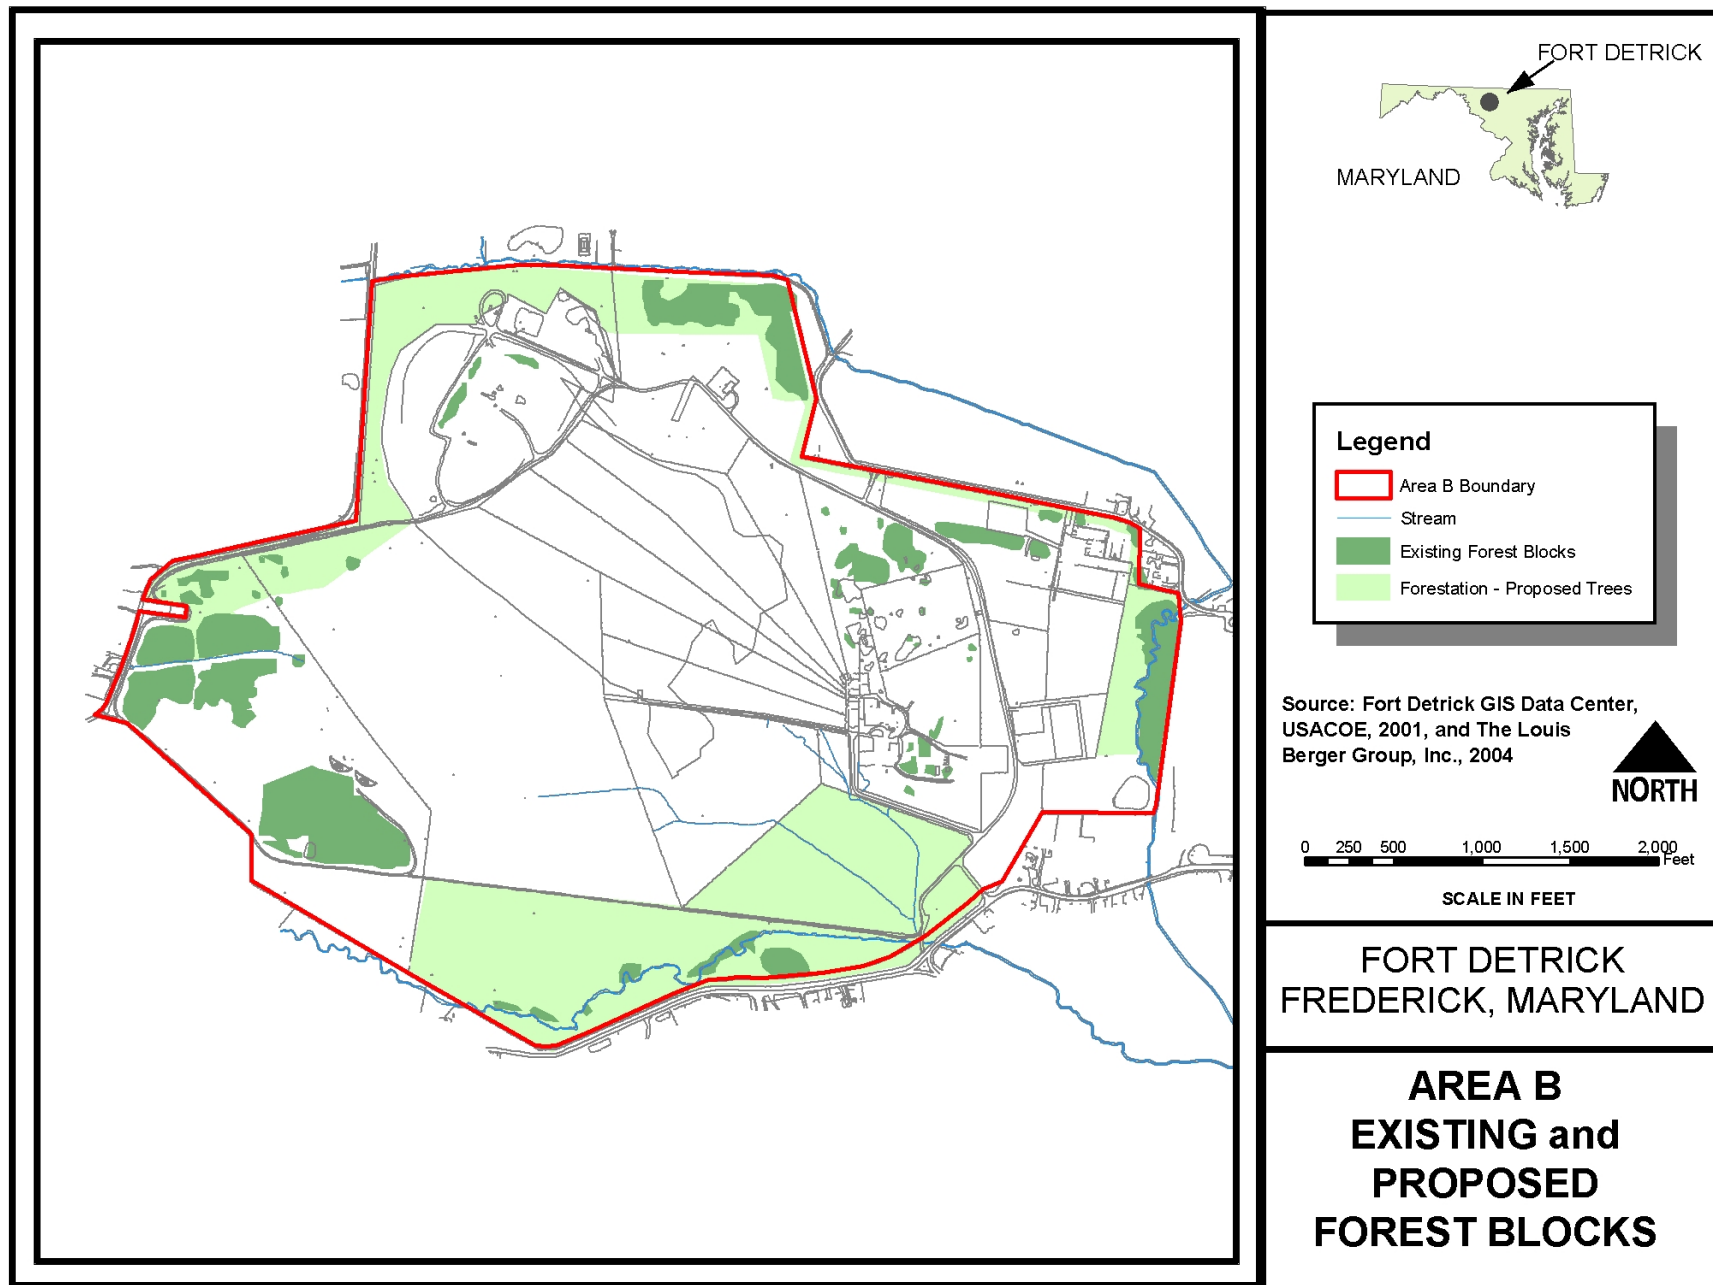 FORT DETRICK
MARYLAND
Legend
Area B Boundary
Stream
Existing Forest Blocks
Forestation - Proposed Trees
Source: Fort Detrick GIS Data Center,
USACOE, 2001, and The Louis
Berger Group, Inc., 2004
NORTH
0 250 500 1,000 1,500 2,000
Feet
SCALE IN FEET
FORT DETRICK
FREDERICK, MARYLAND
AREA B
EXISTING and
PROPOSED
FOREST BLOCKS